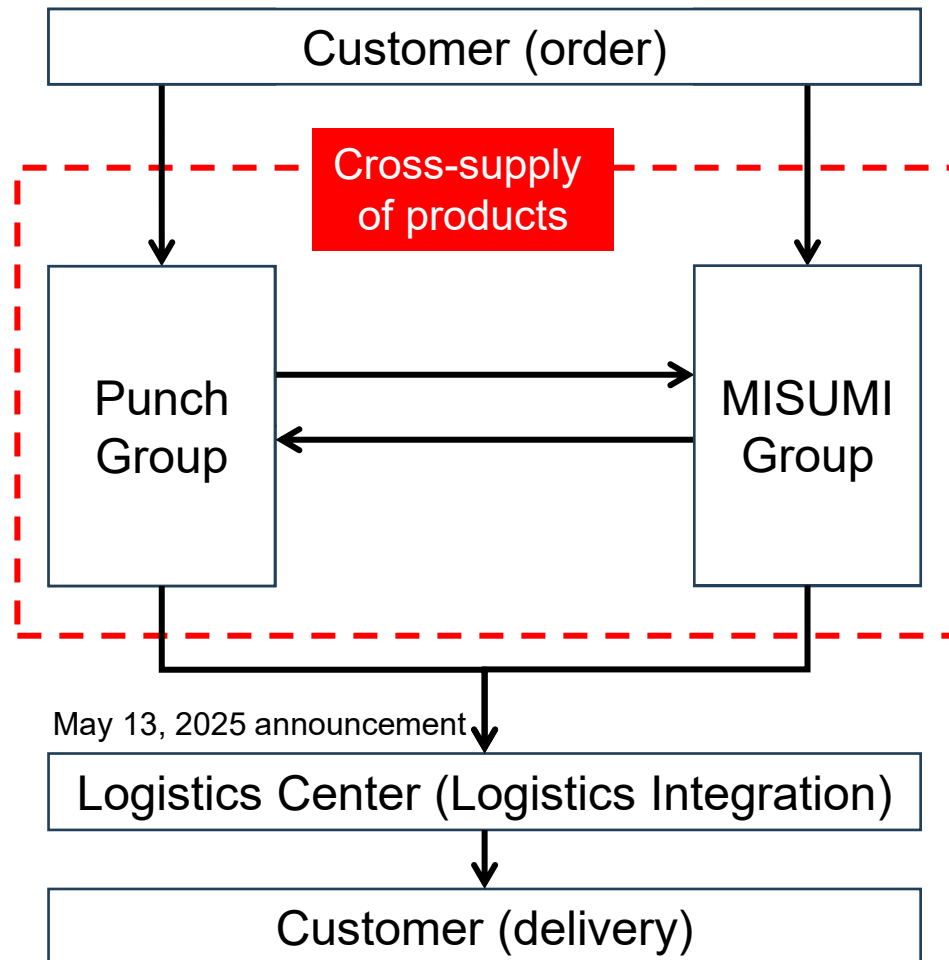 Customer (order)
Cross-supply
of products
Punch
Group
MISUMI
Group
May 13, 2025 announcement
Logistics Center (Logistics Integration)
Customer (delivery)